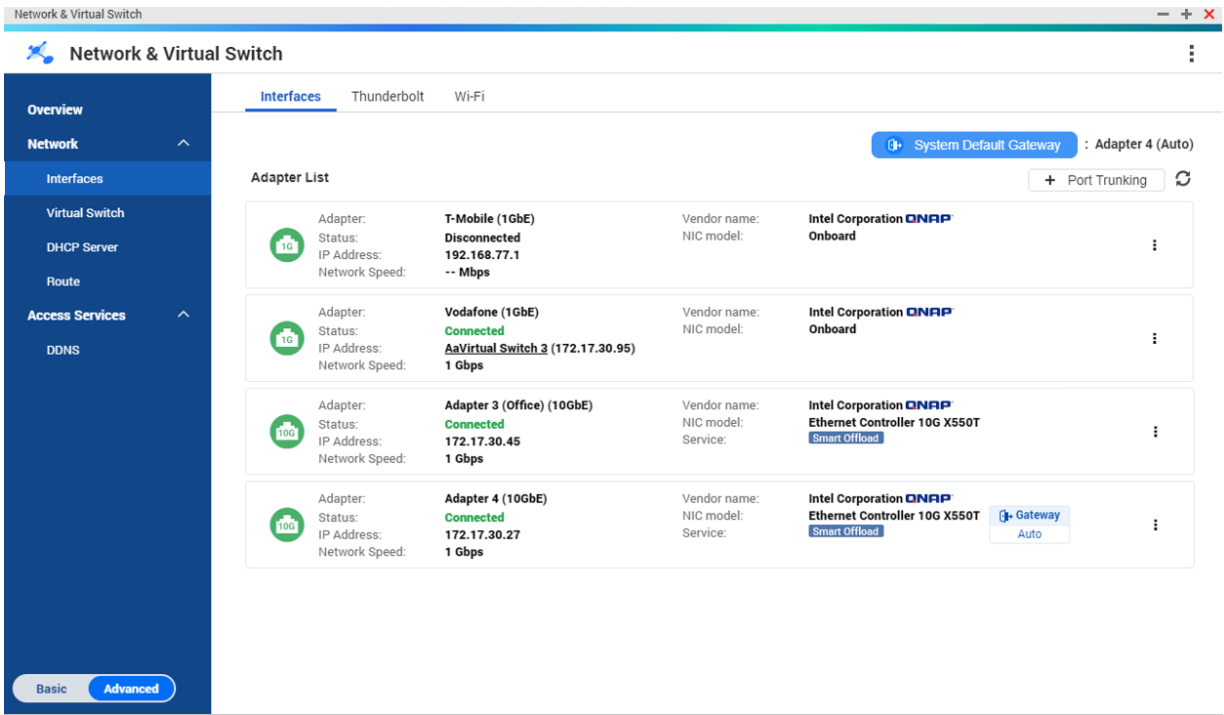 Network & Virtual Switch
Network & Virtual Switch
Overview
Network
Interfaces
Virtual Switch
DHCP Server
Route
Access Services
DDNS
Basic Advanced
Interfaces Thunderbolt Wi-Fi
System Default Gateway : Adapter 4 (Auto)
Adapter List
+ Port Trunking
1G
Adapter: T-Mobile (1GbE) Vendor name: Intel Corporation QNAP
Status: Disconnected NIC model: Onboard
IP Address: 192.168.77.1
Network Speed: -- Mbps
1G
Adapter: Vodafone (1GbE) Vendor name: Intel Corporation QNAP
Status: Connected NIC model: Onboard
IP Address: AaVirtual Switch 3 (172.17.30.95)
Network Speed: 1 Gbps
10G
Adapter: Adapter 3 (Office) (10GbE) Vendor name: Intel Corporation QNAP
Status: Connected NIC model: Ethernet Controller 10G X550T
IP Address: 172.17.30.45 Service: Smart Offload
Network Speed: 1 Gbps
10G
Adapter: Adapter 4 (10GbE) Vendor name: Intel Corporation QNAP
Status: Connected NIC model: Ethernet Controller 10G X550T Gateway
IP Address: 172.17.30.27 Service: Smart Offload Auto
Network Speed: 1 Gbps